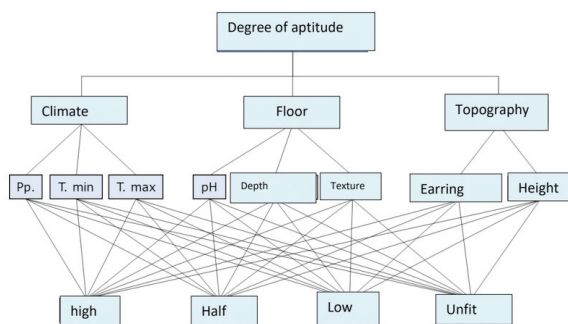 Degree of aptitude
Climate
Floor
Topography
Pp.
T. min
T. max
pH
Depth
Texture
Earring
Height
high
Half
Low
Unfit